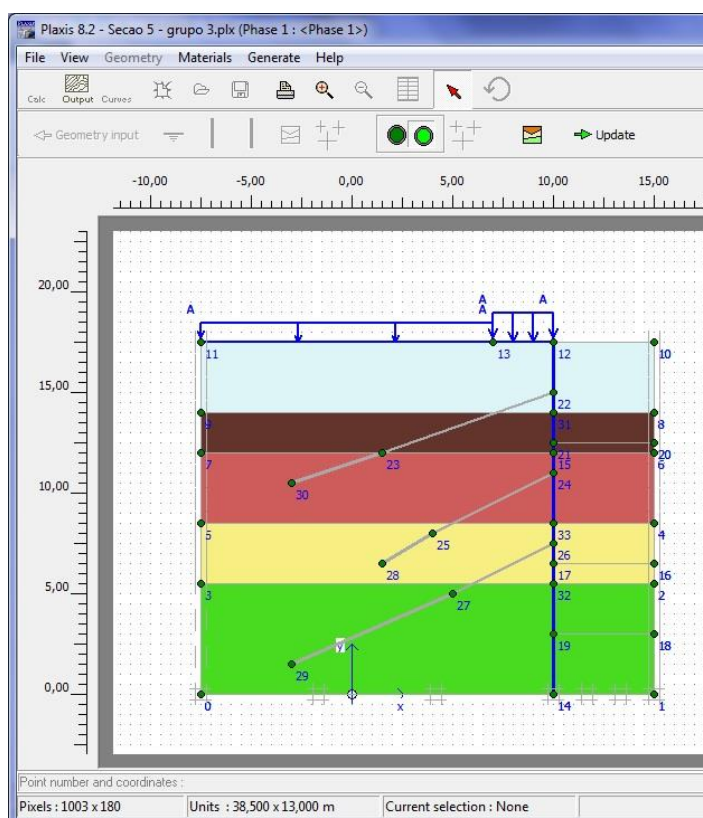 Plaxis 8.2 - Secao 5 - grupo 3.plx (Phase 1 : <Phase 1>)
File View Geometry Materials Generate Help
Calc Output Curves
Geometry input Update
-10,00 -5,00 0,00 5,00 10,00 15,00
20,00
A A A
A
11 13 12 10
15,00
22
9 31 8
7 23 21 20
15 6
24
10,00
30
5 25 33 4
26
28 17 16
5,00
3 27 32 2
19 18
y
29
0,00
0 x 14 1
Point number and coordinates :
Pixels : 1003 x 180 Units : 38,500 x 13,000 m Current selection : None